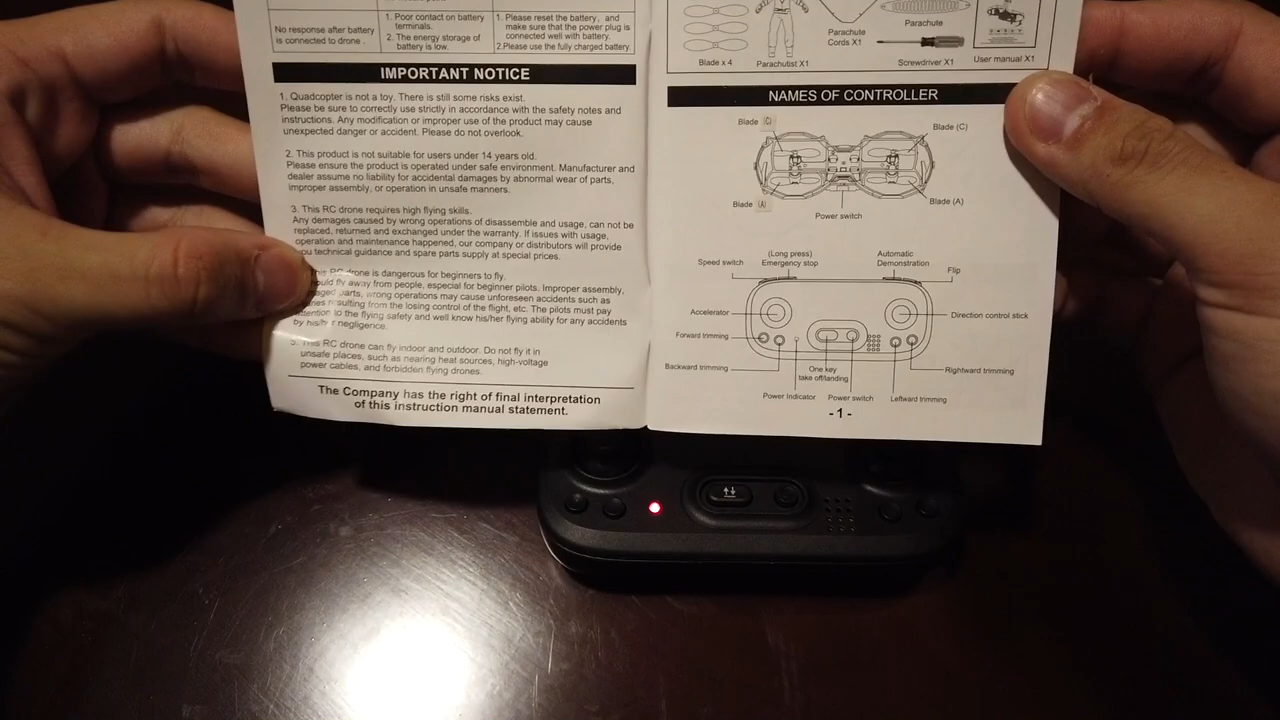 No response after battery
is connected to drone .
1. Poor contact on battery
terminals.
2. The energy storage of
battery is low.
1. Please reset the battery, and
make sure that the power plug is
connected well with battery.
2.Please use the fully charged battery.
IMPORTANT NOTICE
1. Quadcopter is not a toy. There is still some risks exist.
Please be sure to correctly use strictly in accordance with the safety notes and
instructions. Any modification or improper use of the product may cause
unexpected danger or accident. Please do not overlook.
2. This product is not suitable for users under 14 years old.
Please ensure the product is operated under safe environment. Manufacturer and
dealer assume no liability for accidental damages by abnormal wear of parts,
improper assembly, or operation in unsafe manners.
3. This RC drone requires high flying skills.
Any damages caused by wrong operations of disassemble and usage, can not be
replaced, returned and exchanged under the warranty. If issues with usage,
operation and maintenance happened, our company or distributors will provide
you technical guidance and spare parts supply at special prices.
This RC drone is dangerous for beginners to fly.
should fly away from people, especial for beginner pilots. Improper assembly,
damaged parts, wrong operations may cause unforeseen accidents such as
resulting from the losing control of the flight, etc. The pilots must pay
attention to the flying safety and well know his/her flying ability for any accidents
by his/her negligence.
5. This RC drone can fly indoor and outdoor. Do not fly it in
unsafe places, such as nearing heat sources, high-voltage
power cables, and forbidden flying drones.
The Company has the right of final interpretation
of this instruction manual statement.
Blade x 4
Parachutist X1
Parachute
Cords X1
Parachute
Screwdriver X1
User manual X1
NAMES OF CONTROLLER
Blade (C)
Blade (C)
Blade (A)
Blade (A)
Power switch
Speed switch
(Long press)
Emergency stop
Automatic
Demonstration
Flip
Accelerator
Direction control stick
Forward trimming
Backward trimming
One key
take off/landing
Rightward trimming
Power Indicator
Power switch
Leftward trimming
-1-